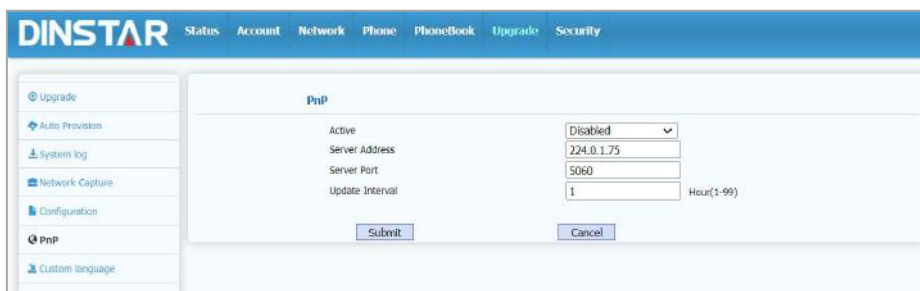 DINSTAR Status Account Network Phone PhoneBook Upgrade Security
Upgrade
Auto Provision
System log
Network Capture
Configuration
PnP
Custom language
PnP
Active Disabled
Server Address 224.0.1.75
Server Port 5060
Update Interval 1 Hour(1-99)
Submit Cancel